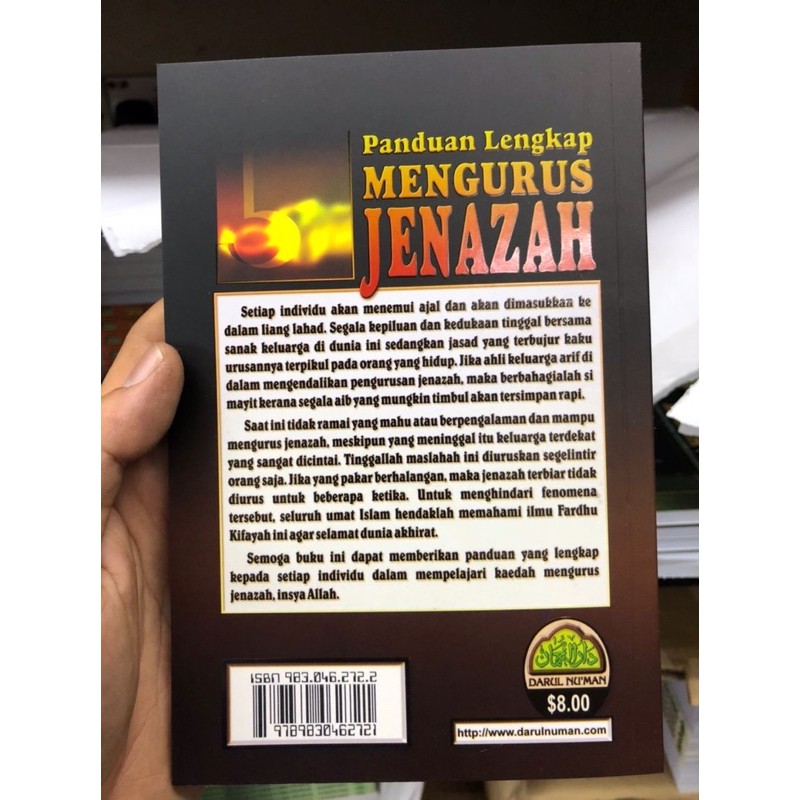 Panduan Lengkap
MENGURUS
JENAZAH
Setiap individu akan menemui ajal dan akan dimasukkan ke
dalam liang lahad. Segala kepiluan dan kedukaan tinggal bersama
sanak keluarga di dunia ini sedangkan jasad yang terbujur kaku
urusannya terpikul pada orang yang hidup. Jika ahli keluarga arif di
dalam mengendalikan pengurusan jenazah, maka berbahagialah si
mayit kerana segala aib yang mungkin timbul akan tersimpan rapi.
Saat ini tidak ramai yang mahu atau berpengalaman dan mampu
mengurus jenazah, meskipun yang meninggal itu keluarga terdekat
yang sangat dicintai. Tinggallah maslahah ini diuruskan segelintir
orang saja. Jika yang pakar berhalangan, maka jenazah terbiar tidak
diurus untuk beberapa ketika. Untuk menghindari fenomena
tersebut, seluruh umat Islam hendaklah memahami ilmu Fardhu
Kifayah ini agar selamat dunia akhirat.
Semoga buku ini dapat memberikan panduan yang lengkap
kepada setiap individu dalam mempelajari kaedah mengurus
jenazah, insya Allah.
ISBN 983.046.272.2
9789830462721
دار النعمان
DARUL NU'MAN
$8.00
http://www.darulnuman.com